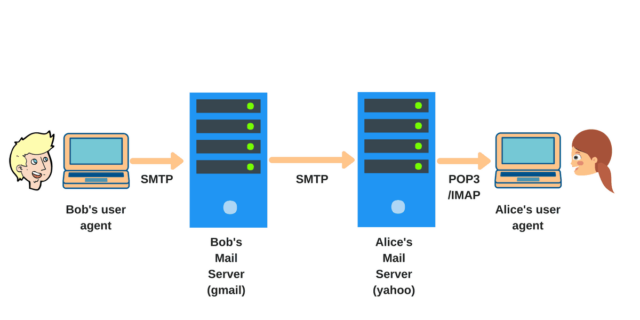 SMTP
SMTP
POP3
/IMAP
Bob's user
agent
Alice's user
agent
Bob's
Mail
Server
(gmail)
Alice's
Mail
Server
(yahoo)